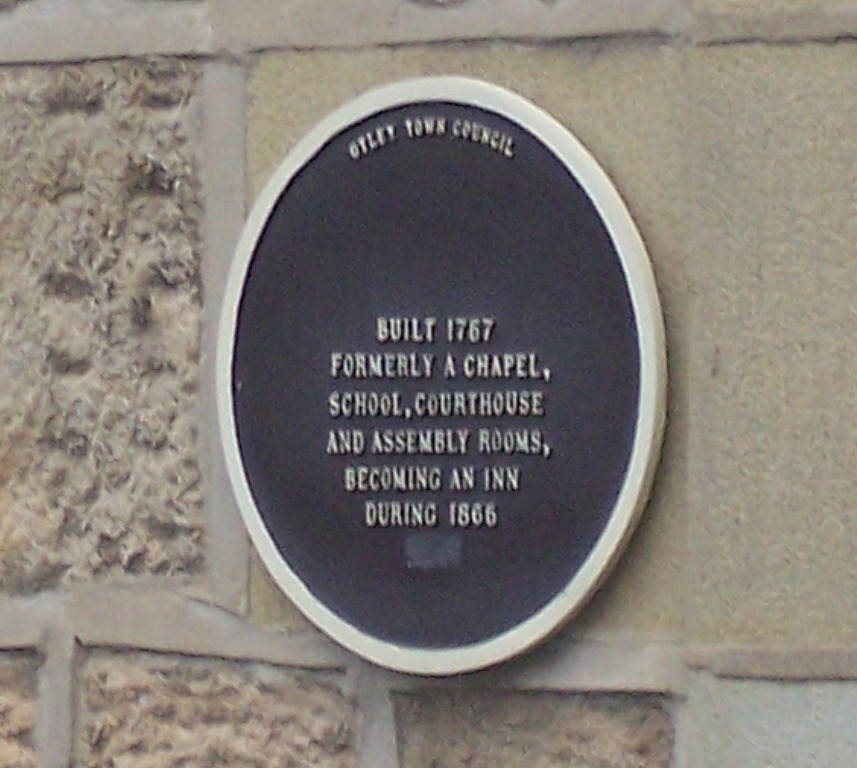 OTLEY TOWN COUNCIL
BUILT 1767
FORMERLY A CHAPEL,
SCHOOL, COURTHOUSE
AND ASSEMBLY ROOMS,
BECOMING AN INN
DURING 1866